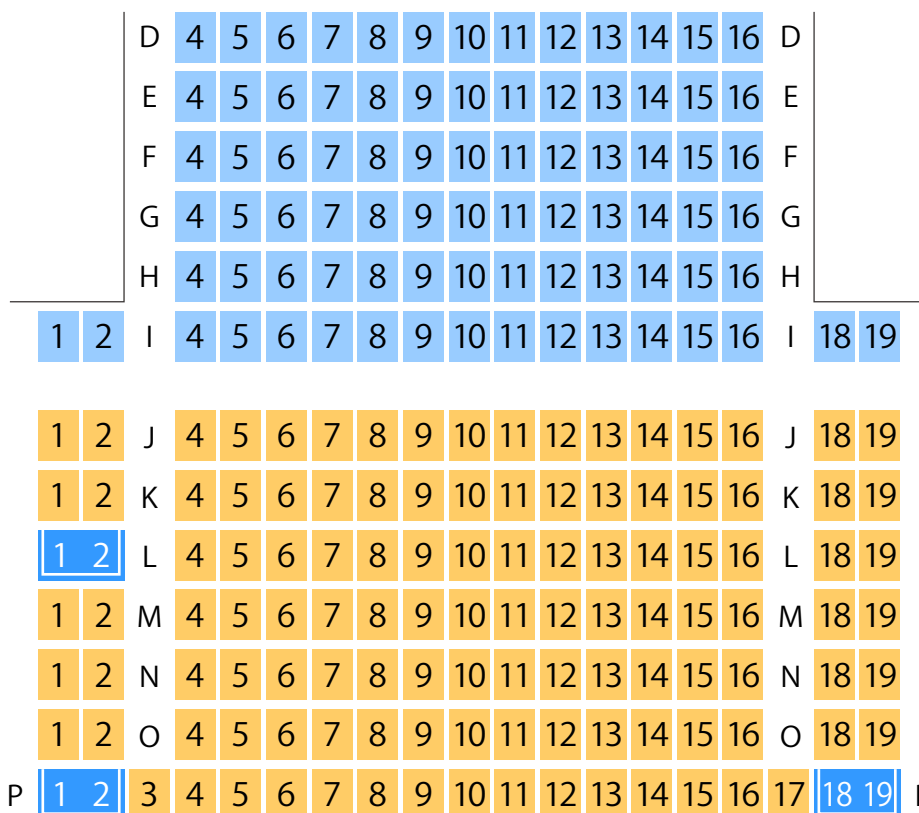 D 4 5 6 7 8 9 10 11 12 13 14 15 16 D
E 4 5 6 7 8 9 10 11 12 13 14 15 16 E
F 4 5 6 7 8 9 10 11 12 13 14 15 16 F
G 4 5 6 7 8 9 10 11 12 13 14 15 16 G
H 4 5 6 7 8 9 10 11 12 13 14 15 16 H
1 2 I 4 5 6 7 8 9 10 11 12 13 14 15 16 I 18 19
1 2 J 4 5 6 7 8 9 10 11 12 13 14 15 16 J 18 19
1 2 K 4 5 6 7 8 9 10 11 12 13 14 15 16 K 18 19
1 2 L 4 5 6 7 8 9 10 11 12 13 14 15 16 L 18 19
1 2 M 4 5 6 7 8 9 10 11 12 13 14 15 16 M 18 19
1 2 N 4 5 6 7 8 9 10 11 12 13 14 15 16 N 18 19
1 2 O 4 5 6 7 8 9 10 11 12 13 14 15 16 O 18 19
P 1 2 3 4 5 6 7 8 9 10 11 12 13 14 15 16 17 18 19